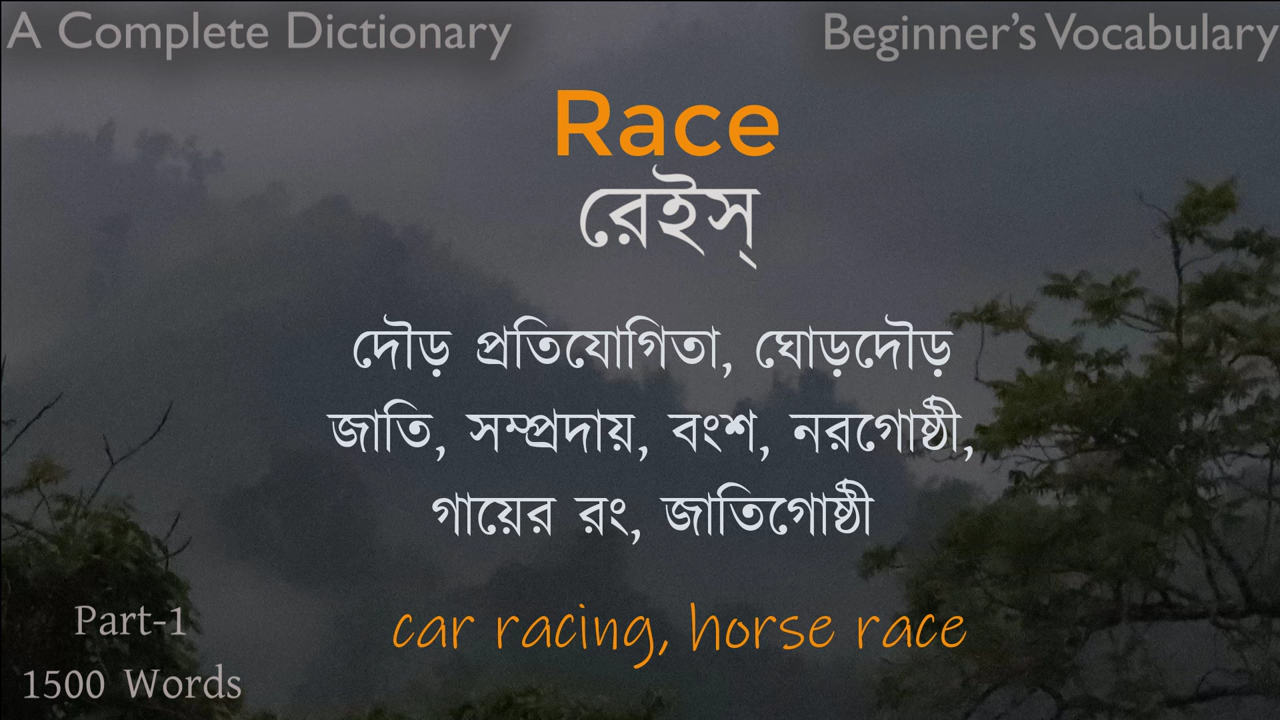 A Complete Dictionary
Beginner's Vocabulary
Race
রেইস্
দৌড় প্রতিযোগিতা, ঘোড়দৌড়
জাতি, সম্প্রদায়, বংশ, নরগোষ্ঠী,
গায়ের রং, জাতিগোষ্ঠী
car racing, horse race
Part-1
1500 Words